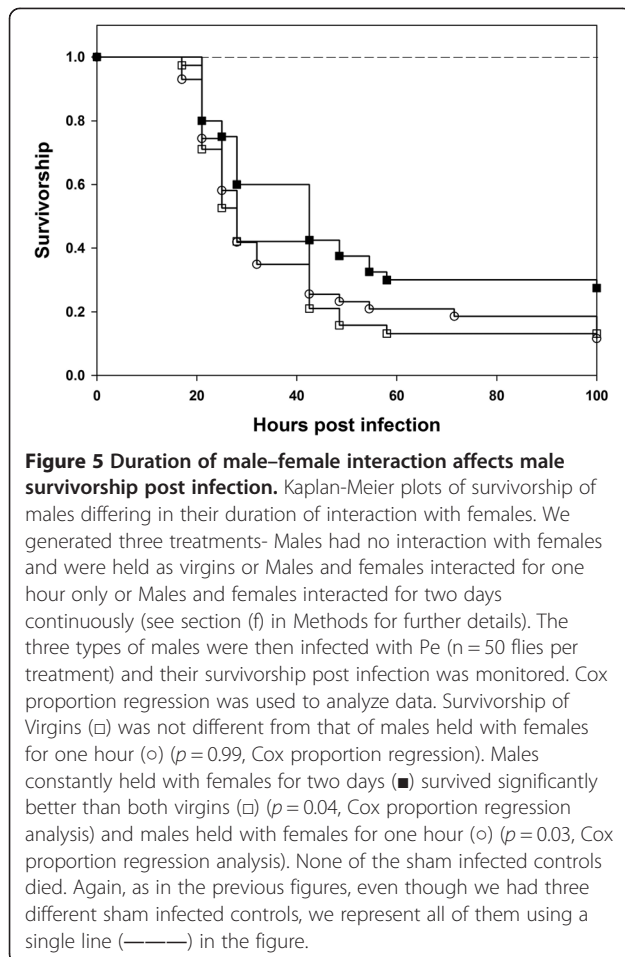 1.0
0.8
0.6
0.4
0.2
0.0
Survivorship
0 20 40 60 80 100
Hours post infection
Figure 5 Duration of male–female interaction affects male
survivorship post infection. Kaplan-Meier plots of survivorship of
males differing in their duration of interaction with females. We
generated three treatments- Males had no interaction with females
and were held as virgins or Males and females interacted for one
hour only or Males and females interacted for two days
continuously (see section (f) in Methods for further details). The
three types of males were then infected with Pe (n = 50 flies per
treatment) and their survivorship post infection was monitored. Cox
proportion regression was used to analyze data. Survivorship of
Virgins (□) was not different from that of males held with females
for one hour (○) (p = 0.99, Cox proportion regression). Males
constantly held with females for two days (■) survived significantly
better than both virgins (□) (p = 0.04, Cox proportion regression
analysis) and males held with females for one hour (○) (p = 0.03, Cox
proportion regression analysis). None of the sham infected controls
died. Again, as in the previous figures, even though we had three
different sham infected controls, we represent all of them using a
single line (———) in the figure.